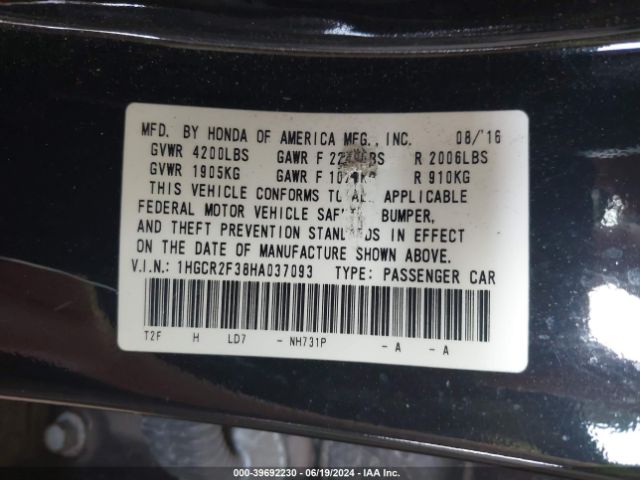 MFD. BY HONDA OF AMERICA MFG., INC. 08/'16
GVWR 4200LBS GAWR F R 2006LBS
GVWR 1905KG GAWR F R 910KG
THIS VEHICLE CONFORMS APPLICABLE
FEDERAL MOTOR VEHICLE BUMPER,
AND THEFT PREVENTION IN EFFECT
ON THE DATE OF MANUFACTURE SHOWN ABOVE.
V.I.N.: 1HGCR2F38HA037093 TYPE: PASSENGER CAR
T2F H LD7 - NH731P - A - A
000-39692230 - 06/19/2024 - IAA Inc.